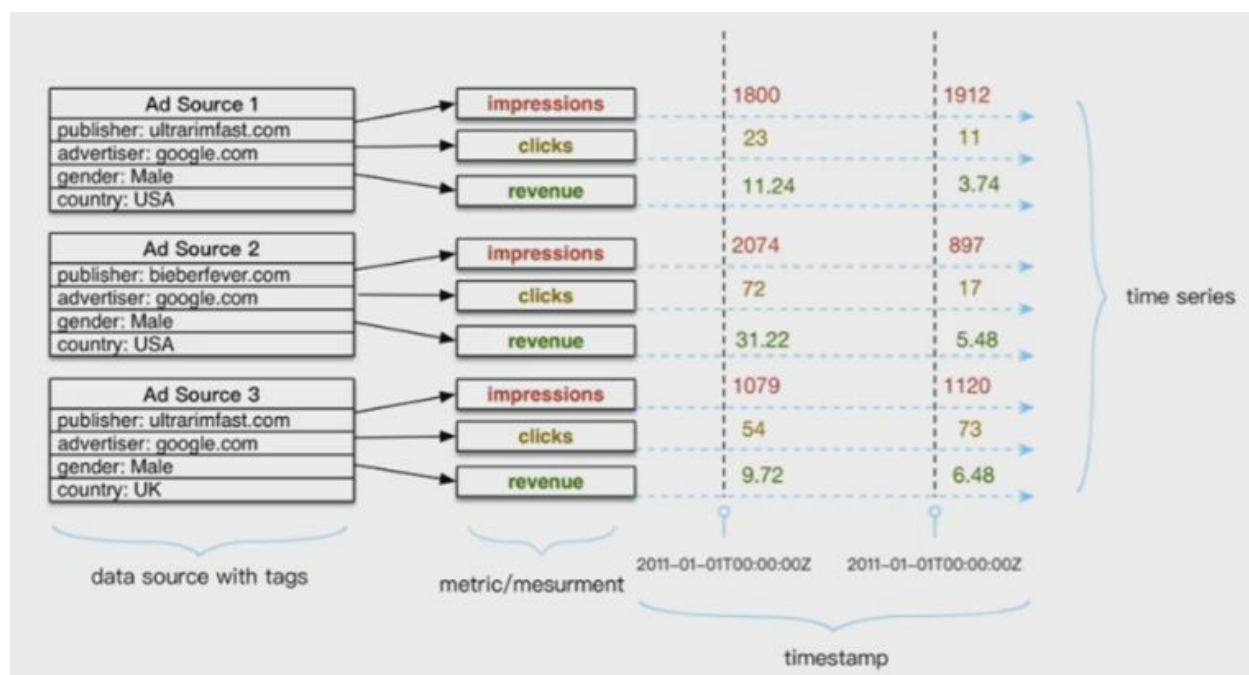 Ad Source 1
publisher: ultrarimfast.com
advertiser: google.com
gender: Male
country: USA
impressions
1800
1912
clicks
23
11
revenue
11.24
3.74
Ad Source 2
publisher: bieberfever.com
advertiser: google.com
gender: Male
country: USA
impressions
2074
897
clicks
72
17
revenue
31.22
5.48
time series
Ad Source 3
publisher: ultrarimfast.com
advertiser: google.com
gender: Male
country: UK
impressions
1079
1120
clicks
54
73
revenue
9.72
6.48
data source with tags
metric/mesurment
2011-01-01T00:00:00Z
2011-01-01T00:00:00Z
timestamp